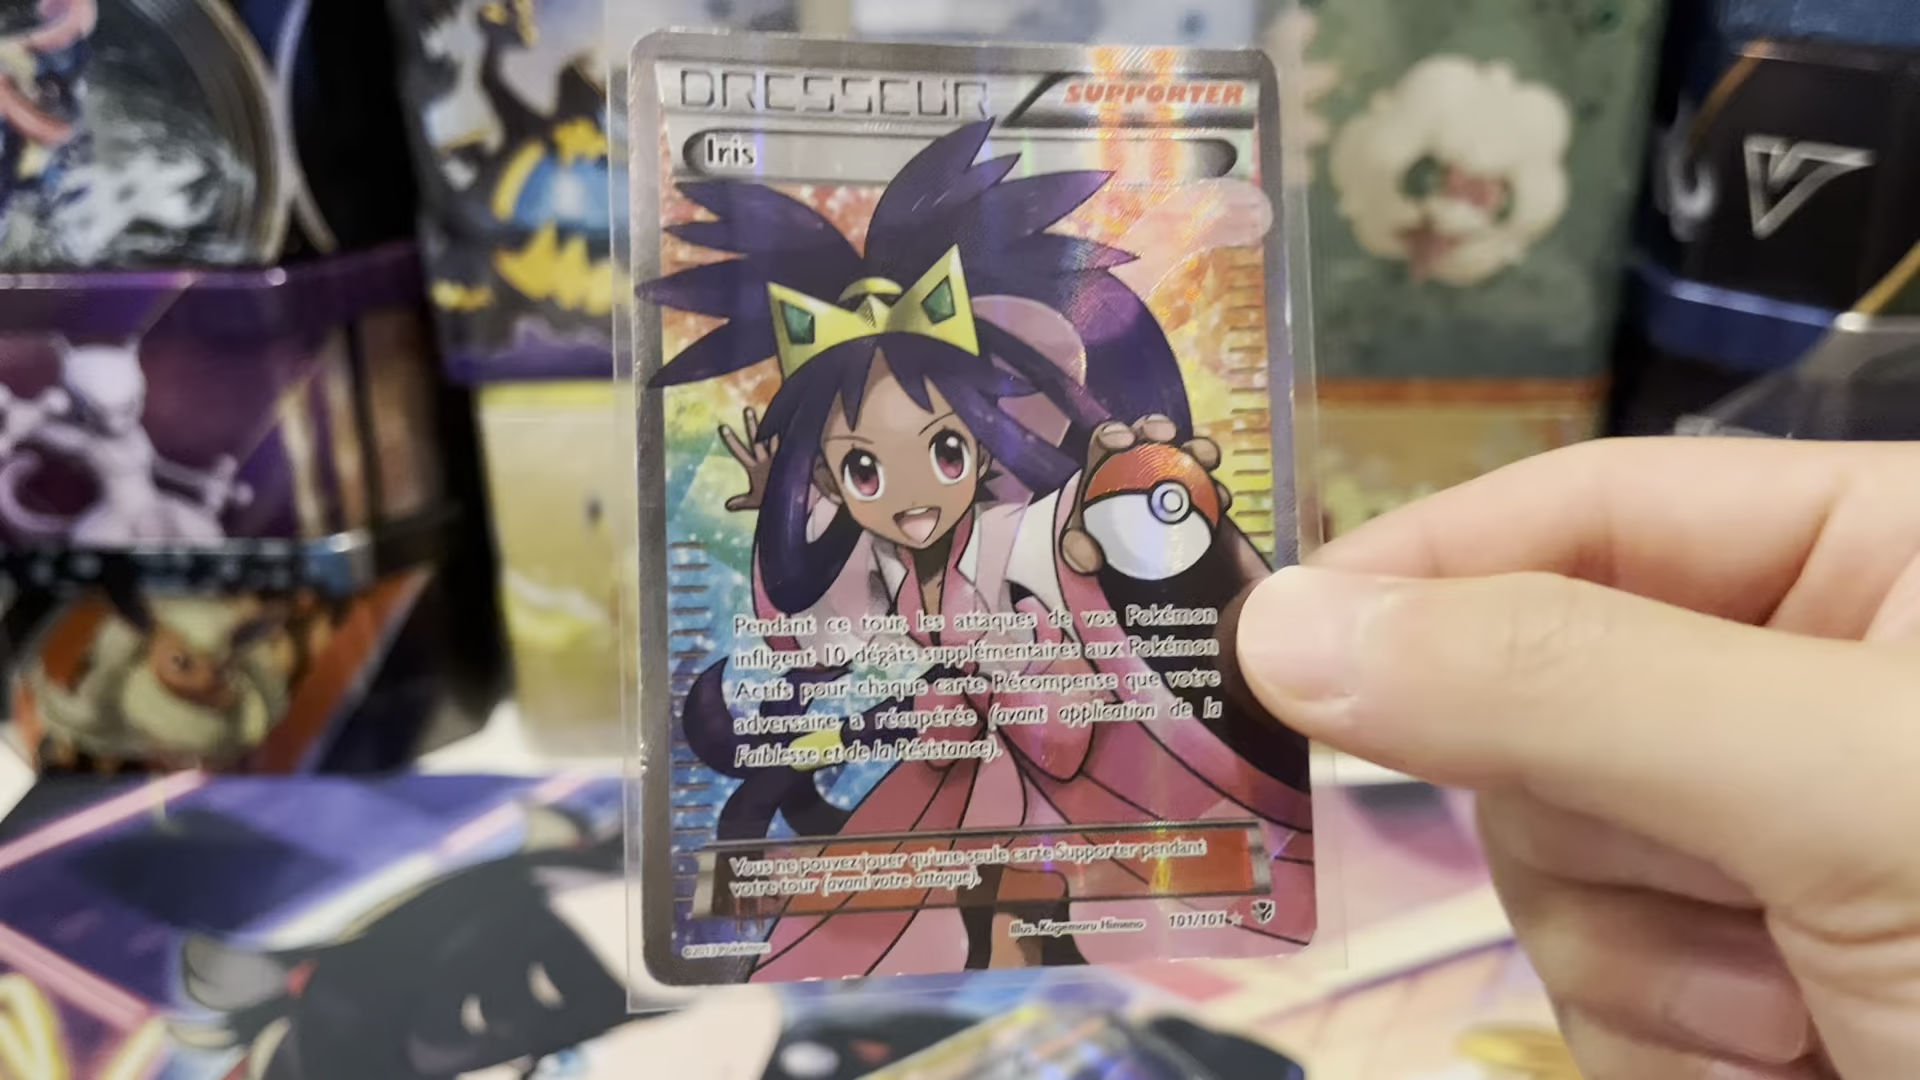 DRESSEUR
SUPPORTER
Iris
Pendant ce tour, les attaques de vos Pokémon
infligent 10 dégâts supplémentaires aux Pokémon
Actifs pour chaque carte Récompense que votre
adversaire a récupérée (avant application de la
Faiblesse et de la Résistance).
Vous ne pouvez jouer qu'une seule carte Supporter pendant
votre tour (avant votre attaque).
Illus. Kagemaru Himeno 101/101
©2013 Pokémon